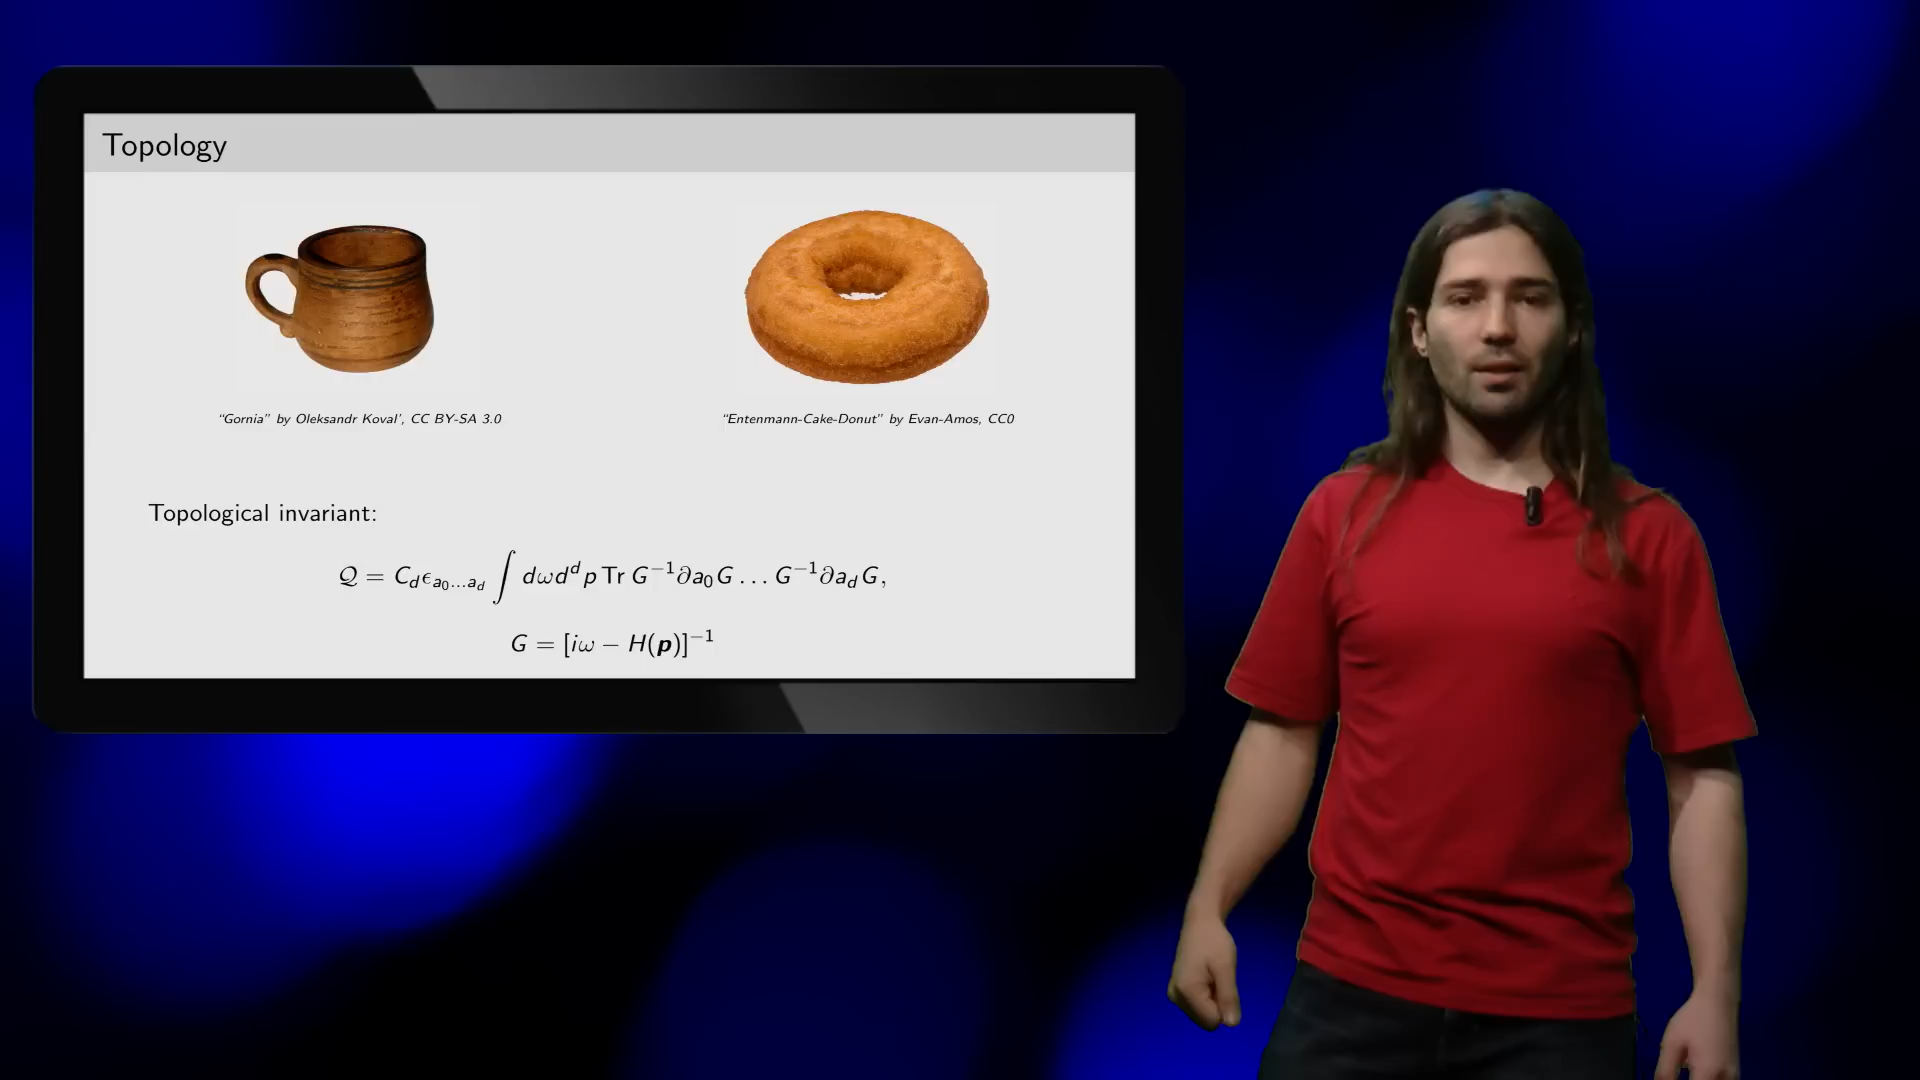 Topology
“Gornia” by Oleksandr Koval’, CC BY-SA 3.0
“Entenmann-Cake-Donut” by Evan-Amos, CC0
Topological invariant:
𝒬 = C_d ϵ_{a_0…a_d} ∫ dωd^d p Tr G^{−1}∂a_0 G … G^{−1}∂a_d G,
G = [iω − H(p)]^{−1}